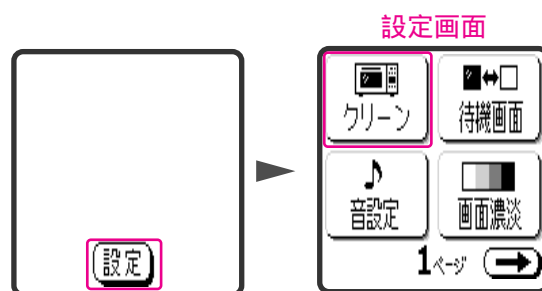 設定画面
クリーン
待機画面
音設定
画面濃淡
設定
1ページ